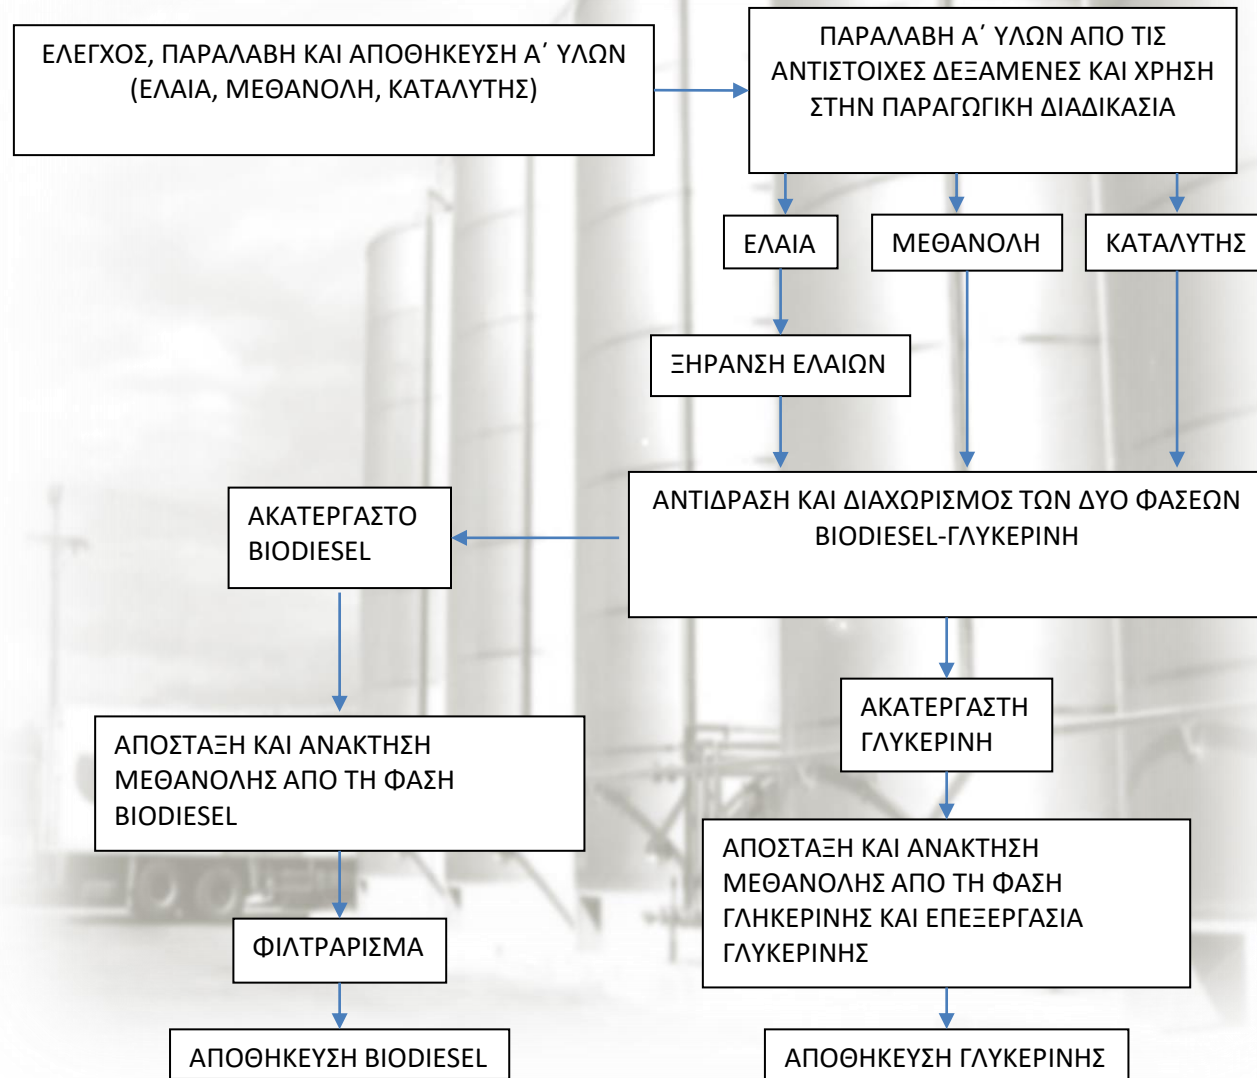 ΕΛΕΓΧΟΣ, ΠΑΡΑΛΑΒΗ ΚΑΙ ΑΠΟΘΗΚΕΥΣΗ Α΄ ΥΛΩΝ
(ΕΛΑΙΑ, ΜΕΘΑΝΟΛΗ, ΚΑΤΑΛΥΤΗΣ)
ΠΑΡΑΛΑΒΗ Α΄ ΥΛΩΝ ΑΠΟ ΤΙΣ
ΑΝΤΙΣΤΟΙΧΕΣ ΔΕΞΑΜΕΝΕΣ ΚΑΙ ΧΡΗΣΗ
ΣΤΗΝ ΠΑΡΑΓΩΓΙΚΗ ΔΙΑΔΙΚΑΣΙΑ
ΕΛΑΙΑ
ΜΕΘΑΝΟΛΗ
ΚΑΤΑΛΥΤΗΣ
ΞΗΡΑΝΣΗ ΕΛΑΙΩΝ
ΑΝΤΙΔΡΑΣΗ ΚΑΙ ΔΙΑΧΩΡΙΣΜΟΣ ΤΩΝ ΔΥΟ ΦΑΣΕΩΝ
BIODIESEL-ΓΛΥΚΕΡΙΝΗ
ΑΚΑΤΕΡΓΑΣΤΟ
BIODIESEL
ΑΚΑΤΕΡΓΑΣΤΗ
ΓΛΥΚΕΡΙΝΗ
ΑΠΟΣΤΑΞΗ ΚΑΙ ΑΝΑΚΤΗΣΗ
ΜΕΘΑΝΟΛΗΣ ΑΠΟ ΤΗ ΦΑΣΗ
BIODIESEL
ΑΠΟΣΤΑΞΗ ΚΑΙ ΑΝΑΚΤΗΣΗ
ΜΕΘΑΝΟΛΗΣ ΑΠΟ ΤΗ ΦΑΣΗ
ΓΛΗΚΕΡΙΝΗΣ ΚΑΙ ΕΠΕΞΕΡΓΑΣΙΑ
ΓΛΥΚΕΡΙΝΗΣ
ΦΙΛΤΡΑΡΙΣΜΑ
ΑΠΟΘΗΚΕΥΣΗ BIODIESEL
ΑΠΟΘΗΚΕΥΣΗ ΓΛΥΚΕΡΙΝΗΣ